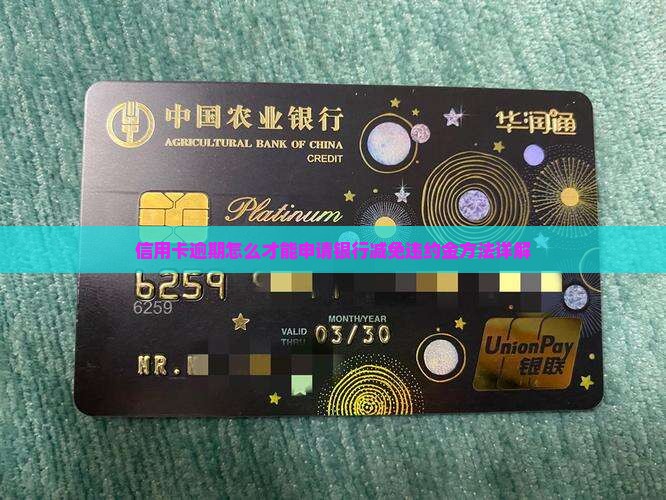 中国农业银行
AGRICULTURAL BANK OF CHINA
CREDIT
华润通
Platinum
信用卡逾期怎么才能申请银行减免违约金方法详解
6259
6259
MONTH/YEAR
VALID THRU 03/30
MR.
UnionPay
银联